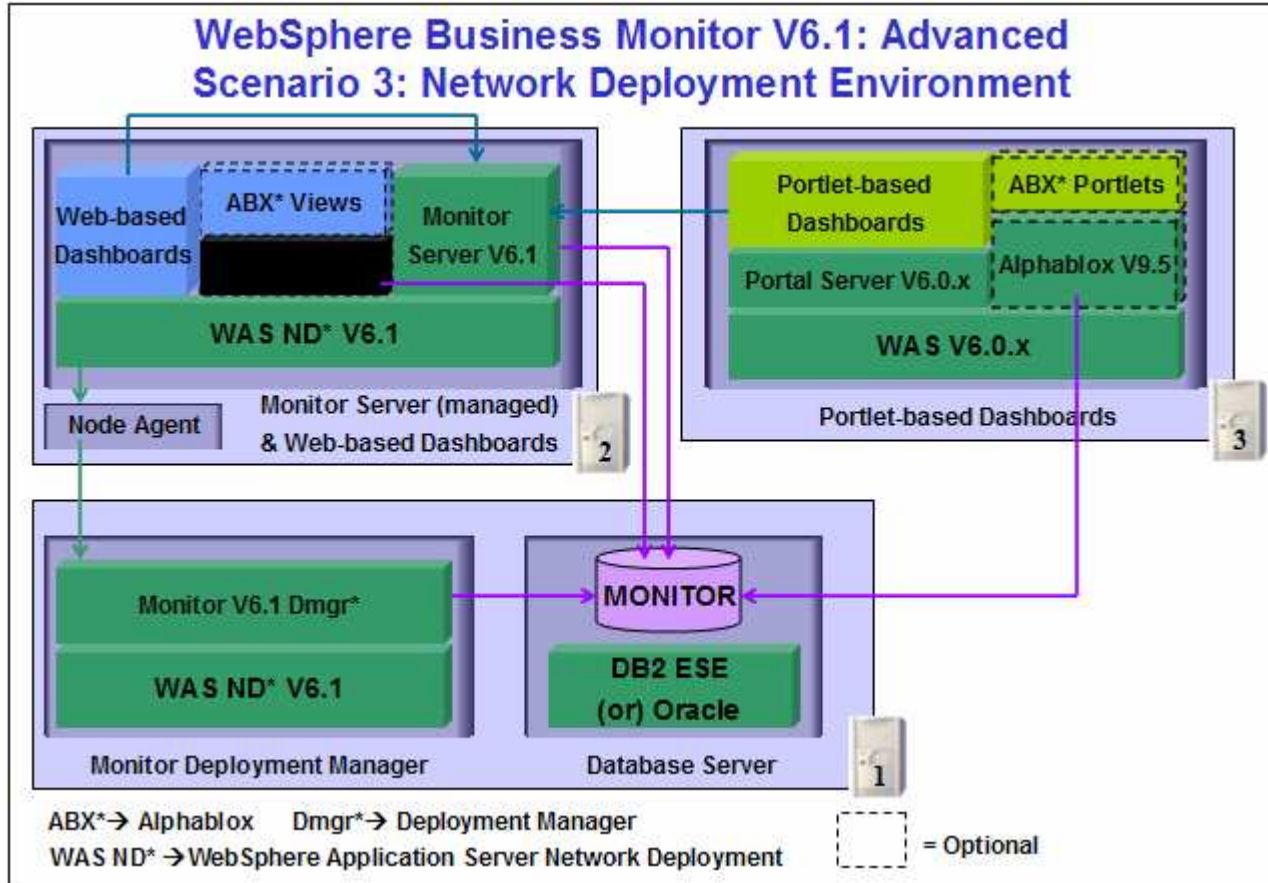 WebSphere Business Monitor V6.1: Advanced
Scenario 3: Network Deployment Environment
Web-based
Dashboards
ABX* Views
Monitor
Server V6.1
WAS ND* V6.1
Node Agent
Monitor Server (managed)
& Web-based Dashboards
2
Portlet-based
Dashboards
ABX* Portlets
Portal Server V6.0.x
Alphablox V9.5
WAS V6.0.x
Portlet-based Dashboards
3
Monitor V6.1 Dmgr*
WAS ND* V6.1
Monitor Deployment Manager
MONITOR
DB2 ESE
(or) Oracle
Database Server
1
ABX*→ Alphablox Dmgr*→ Deployment Manager
WAS ND* →WebSphere Application Server Network Deployment
= Optional